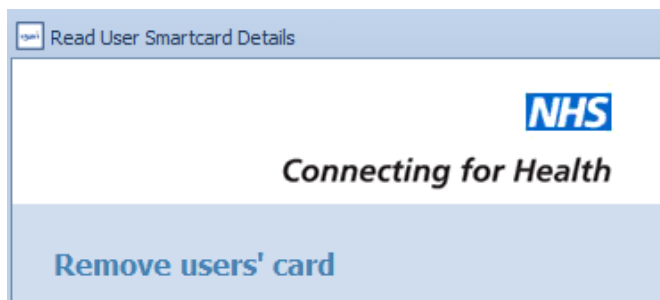 Read User Smartcard Details
NHS
Connecting for Health
Remove users' card